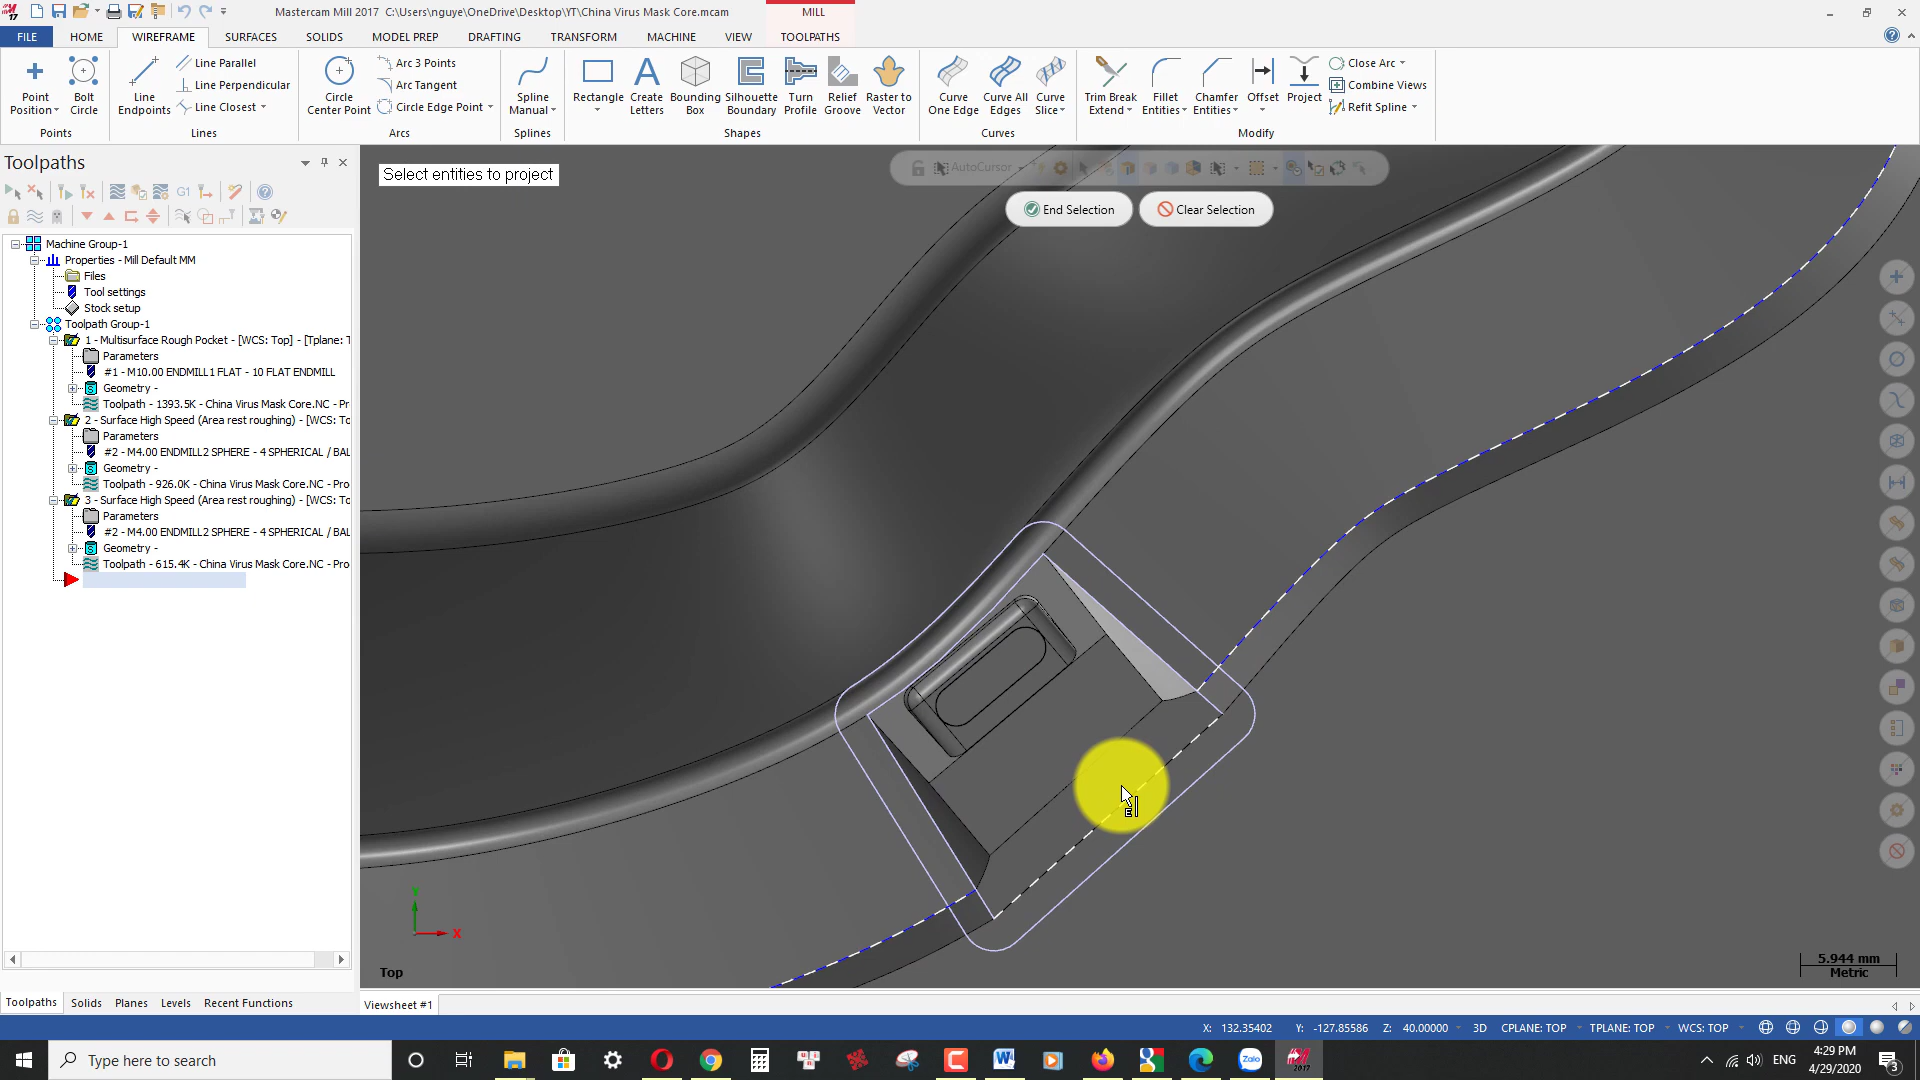 Mastercam Mill 2017  C:\Users\nguye\OneDrive\Desktop\YT\China Virus Mask Core.mcam
MILL
FILE HOME WIREFRAME SURFACES SOLIDS MODEL PREP DRAFTING TRANSFORM MACHINE VIEW TOOLPATHS
Point Position
Bolt Circle
Points
Line Endpoints
Line Parallel
Line Perpendicular
Line Closest
Lines
Circle Center Point
Arc 3 Points
Arc Tangent
Circle Edge Point
Arcs
Spline Manual
Splines
Rectangle
Create Letters
Bounding Box
Silhouette Boundary
Turn Profile
Relief Groove
Raster to Vector
Shapes
Curve One Edge
Curve All Edges
Curve Slice
Curves
Trim Break Extend
Fillet Entities
Chamfer Entities
Offset
Project
Close Arc
Combine Views
Refit Spline
Modify
Toolpaths
G1
Machine Group-1
Properties - Mill Default MM
Files
Tool settings
Stock setup
Toolpath Group-1
1 - Multisurface Rough Pocket - [WCS: Top] - [Tplane: T
Parameters
#1 - M10.00 ENDMILL1 FLAT - 10 FLAT ENDMILL
Geometry -
Toolpath - 1393.5K - China Virus Mask Core.NC - Pr
2 - Surface High Speed (Area rest roughing) - [WCS: To
Parameters
#2 - M4.00 ENDMILL2 SPHERE - 4 SPHERICAL / BAL
Geometry -
Toolpath - 926.0K - China Virus Mask Core.NC - Pro
3 - Surface High Speed (Area rest roughing) - [WCS: To
Parameters
#2 - M4.00 ENDMILL2 SPHERE - 4 SPHERICAL / BAL
Geometry -
Toolpath - 615.4K - China Virus Mask Core.NC - Pro
Select entities to project
AutoCursor
End Selection
Clear Selection
Y
X
Top
5.944 mm
Metric
Toolpaths Solids Planes Levels Recent Functions
Viewsheet #1
X: 132.35402 Y: -127.85586 Z: 40.00000 3D CPLANE: TOP TPLANE: TOP WCS: TOP
Type here to search
Zalo
2017
ENG
4:29 PM
4/29/2020
3